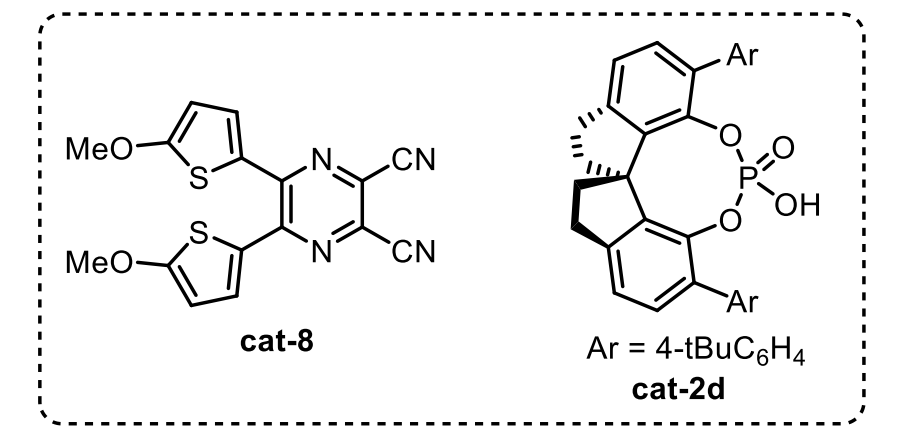 MeO S N CN
MeO S N CN
cat-8
Ar
O O
P
O OH
Ar
Ar = 4-tBuC₆H₄
cat-2d